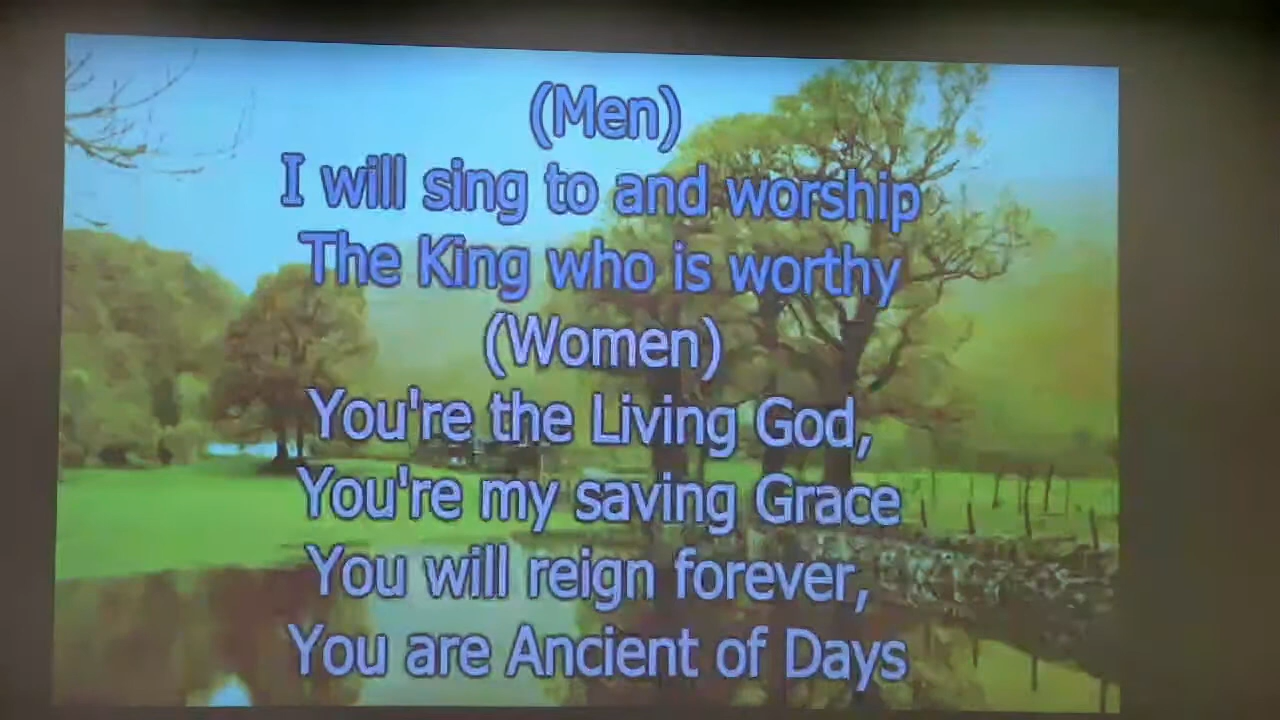 (Men)
I will sing to and worship
The King who is worthy
(Women)
You're the Living God,
You're my saving Grace
You will reign forever,
You are Ancient of Days